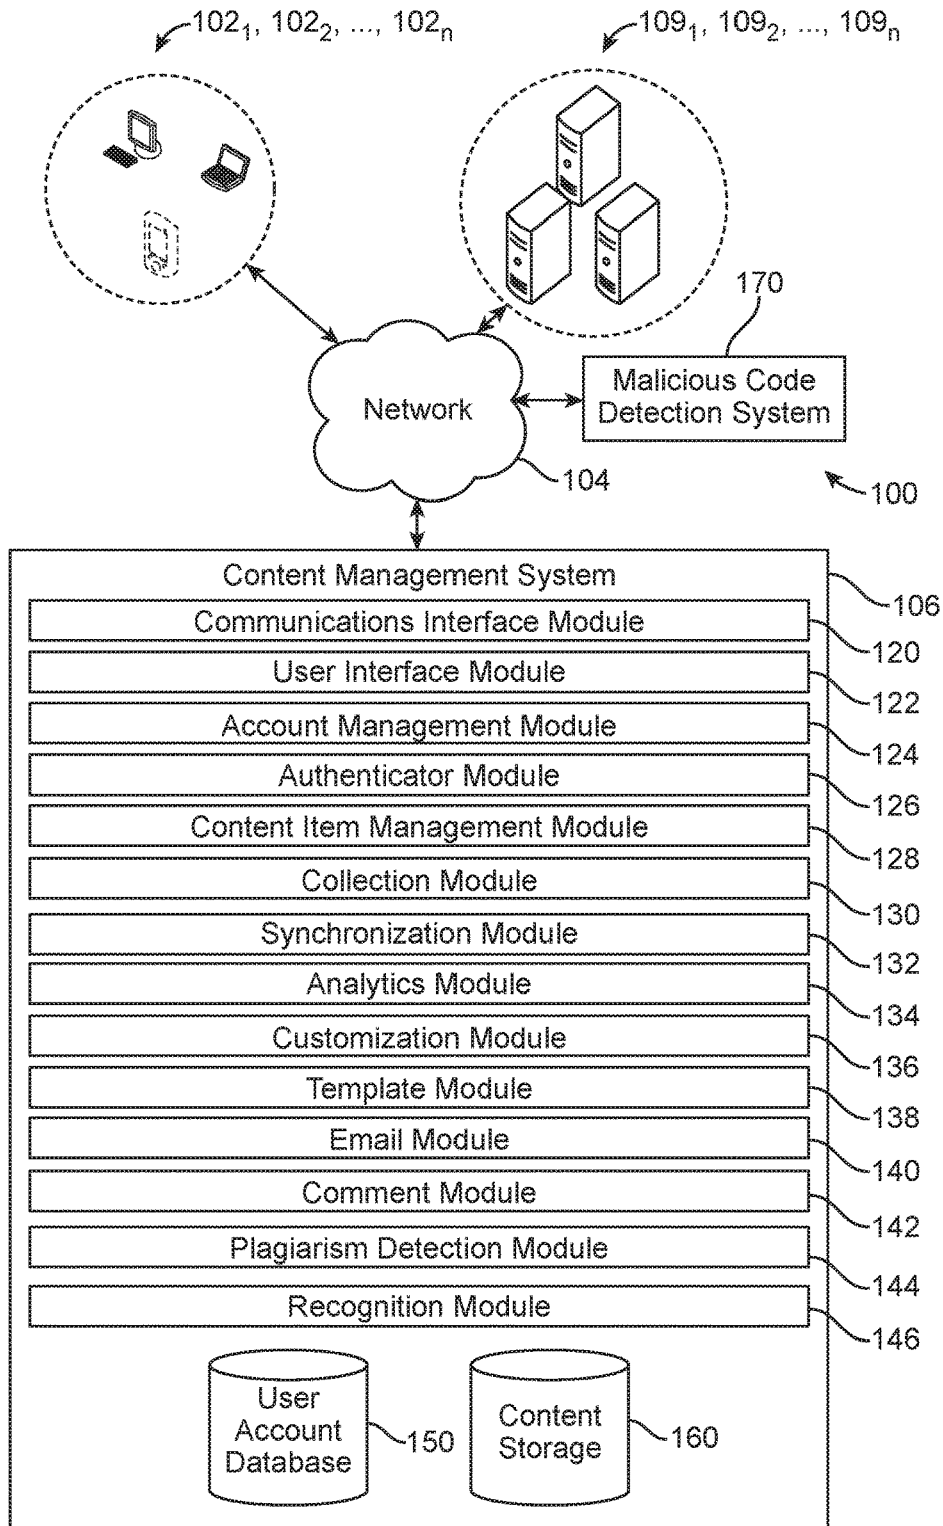 102₁, 102₂, ..., 102ₙ
109₁, 109₂, ..., 109ₙ
170
Malicious Code
Detection System
Network
104
100
Content Management System
106
Communications Interface Module
120
User Interface Module
122
Account Management Module
124
Authenticator Module
126
Content Item Management Module
128
Collection Module
130
Synchronization Module
132
Analytics Module
134
Customization Module
136
Template Module
138
Email Module
140
Comment Module
142
Plagiarism Detection Module
144
Recognition Module
146
User
Account
Database
150
Content
Storage
160